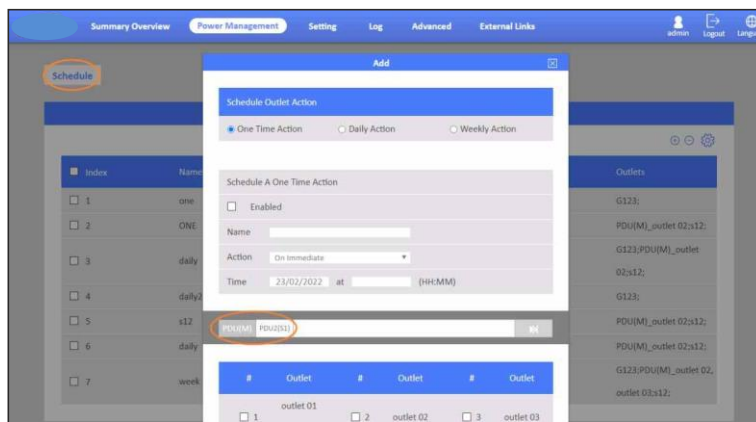 Summary Overview Power Management Setting Log Advanced External Links admin Logout Langu
Schedule
Add
Schedule Outlet Action
One Time Action Daily Action Weekly Action
Index Name Outlets
Schedule A One Time Action
1 one G123;
Enabled
2 ONE PDU(M)_outlet 02;s12;
Name
3 daily G123;PDU(M)_outlet
02;s12;
Action On Immediate
Time 23/02/2022 at (HH:MM)
4 daily2 G123;
5 s12 PDU(M)_outlet 02;s12;
PDU(M) PDU2(S1)
6 daily PDU(M)_outlet 02;s12;
7 week G123;PDU(M)_outlet 02,
outlet 03;s12;
# Outlet # Outlet # Outlet
1 outlet 01 2 outlet 02 3 outlet 03